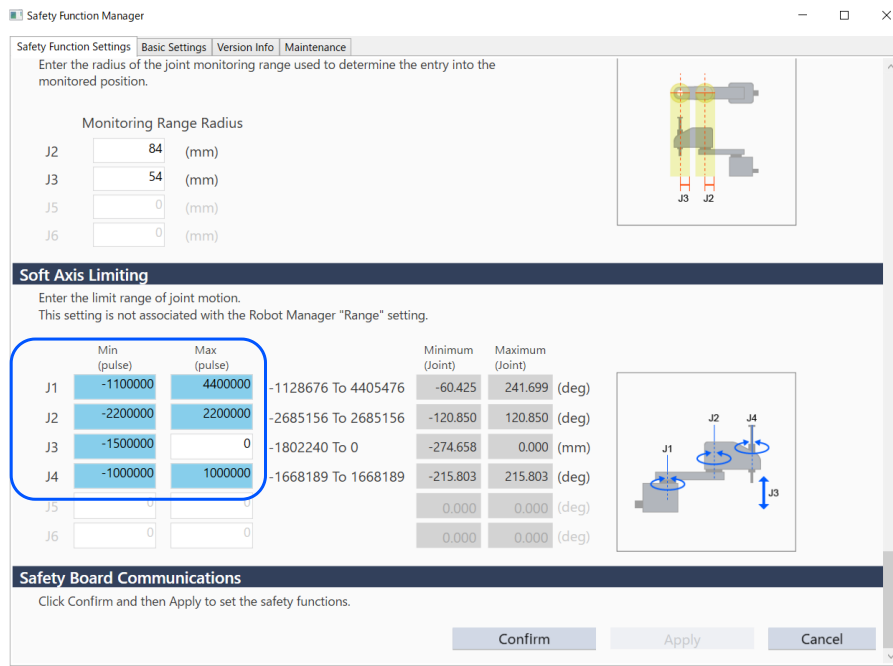 Safety Function Manager
Safety Function Settings Basic Settings Version Info Maintenance
Enter the radius of the joint monitoring range used to determine the entry into the
monitored position.
Monitoring Range Radius
J2 84 (mm)
J3 54 (mm)
J5 0 (mm)
J6 0 (mm)
J3 J2
Soft Axis Limiting
Enter the limit range of joint motion.
This setting is not associated with the Robot Manager "Range" setting.
Min Max Minimum Maximum
(pulse) (pulse) (Joint) (Joint)
J1 -1100000 4400000 -1128676 To 4405476 -60.425 241.699 (deg)
J2 -2200000 2200000 -2685156 To 2685156 -120.850 120.850 (deg)
J3 -1500000 0 -1802240 To 0 -274.658 0.000 (mm)
J4 -1000000 1000000 -1668189 To 1668189 -215.803 215.803 (deg)
J5 0 0 0.000 0.000 (deg)
J6 0 0 0.000 0.000 (deg)
J2 J4
J1
J3
Safety Board Communications
Click Confirm and then Apply to set the safety functions.
Confirm Apply Cancel